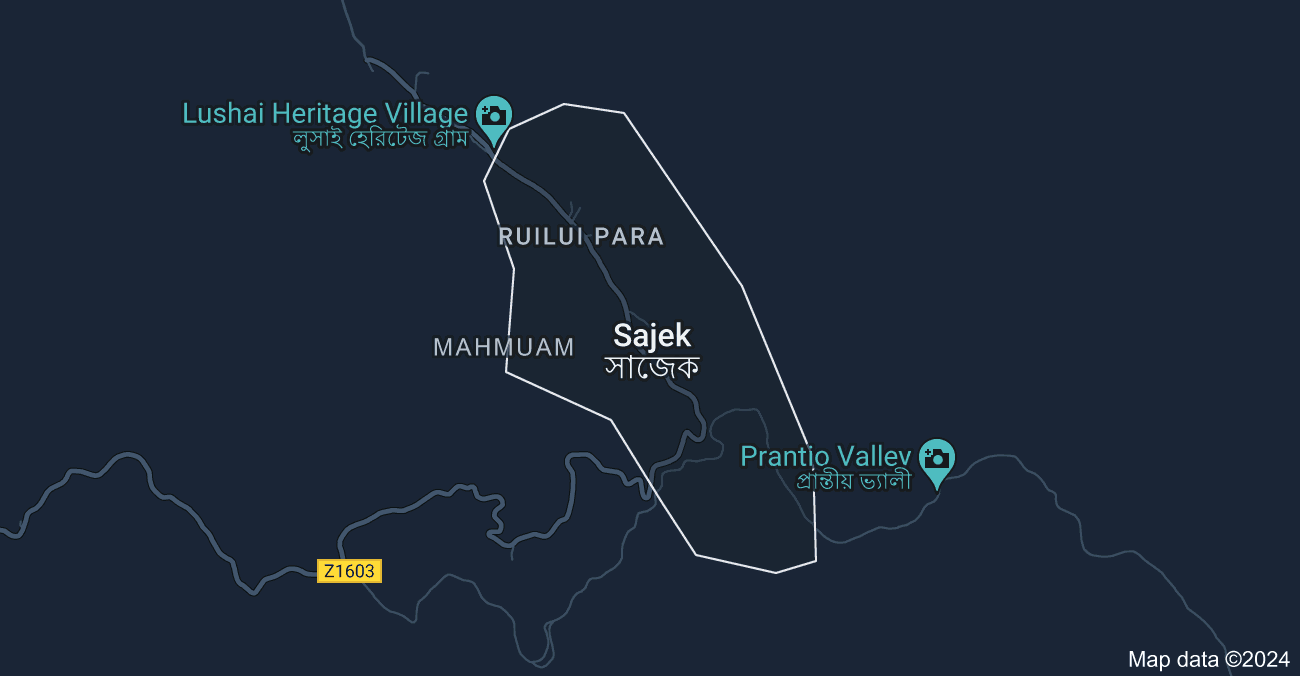 Lushai Heritage Village
লুসাই হেরিটেজ গ্রাম
RUILUI PARA
Sajek
সাজেক
MAHMUAM
Prantio Valley
প্রান্তীয় ভ্যালী
Z1603
Map data ©2024